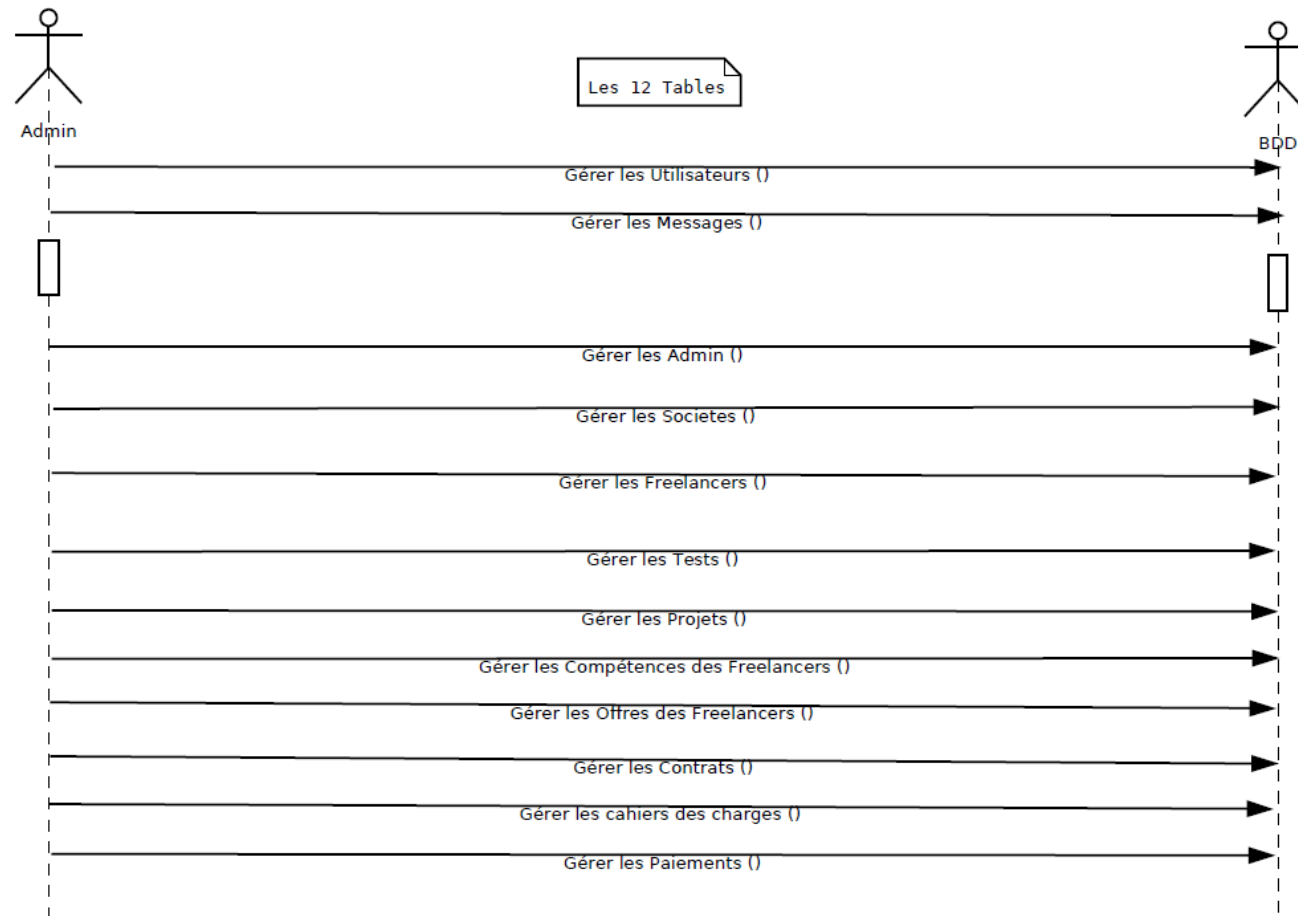 Les 12 Tables
Admin
BDD
Gérer les Utilisateurs ()
Gérer les Messages ()
Gérer les Admin ()
Gérer les Societes ()
Gérer les Freelancers ()
Gérer les Tests ()
Gérer les Projets ()
Gérer les Compétences des Freelancers ()
Gérer les Offres des Freelancers ()
Gérer les Contrats ()
Gérer les cahiers des charges ()
Gérer les Paiements ()